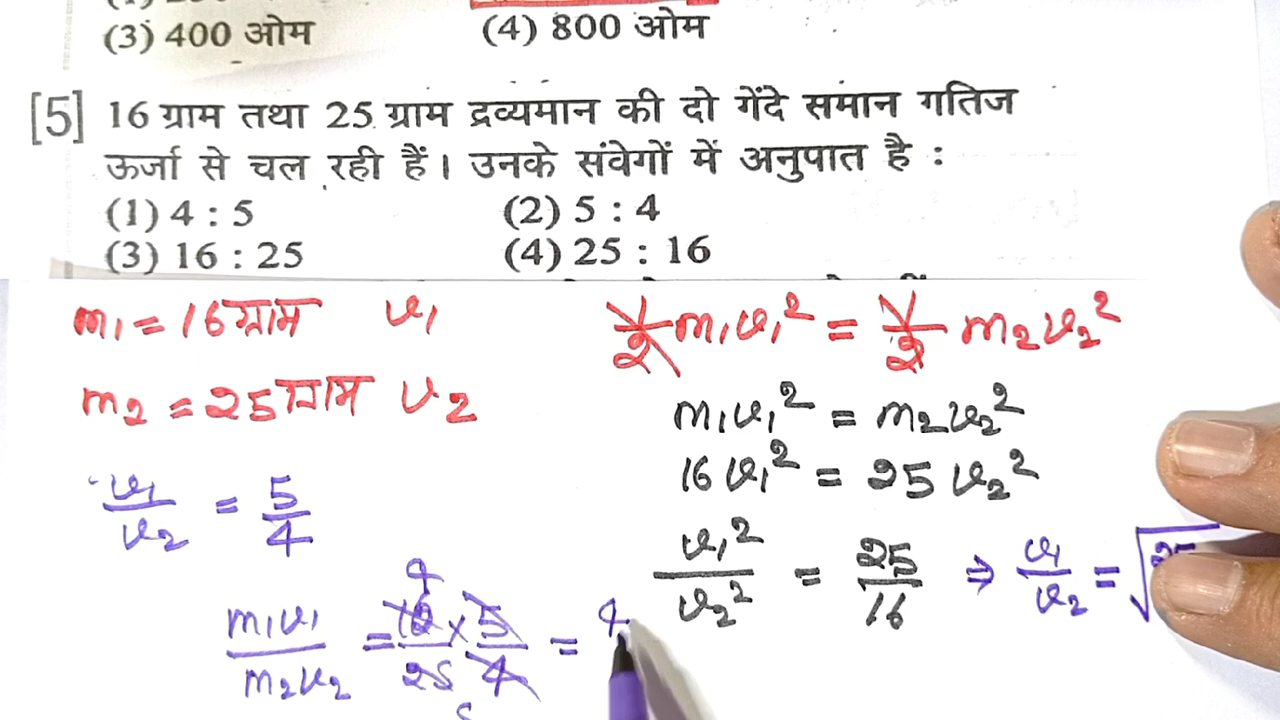 (3) 400 ओम (4) 800 ओम
[5] 16 ग्राम तथा 25 ग्राम द्रव्यमान की दो गेंदे समान गतिज
ऊर्जा से चल रही हैं। उनके संवेगों में अनुपात है :
(1) 4 : 5 (2) 5 : 4
(3) 16 : 25 (4) 25 : 16
m1 = 16 ग्राम v1
1/2 m1v1² = 1/2 m2v2²
m2 = 25 ग्राम v2
m1v1² = m2v2²
16 v1² = 25 v2²
v1/v2 = 5/4
v1²/v2² = 25/16 ⇒ v1/v2 = √25
m1v1/m2v2 = 16/25 × 5/4 = 4
4
5